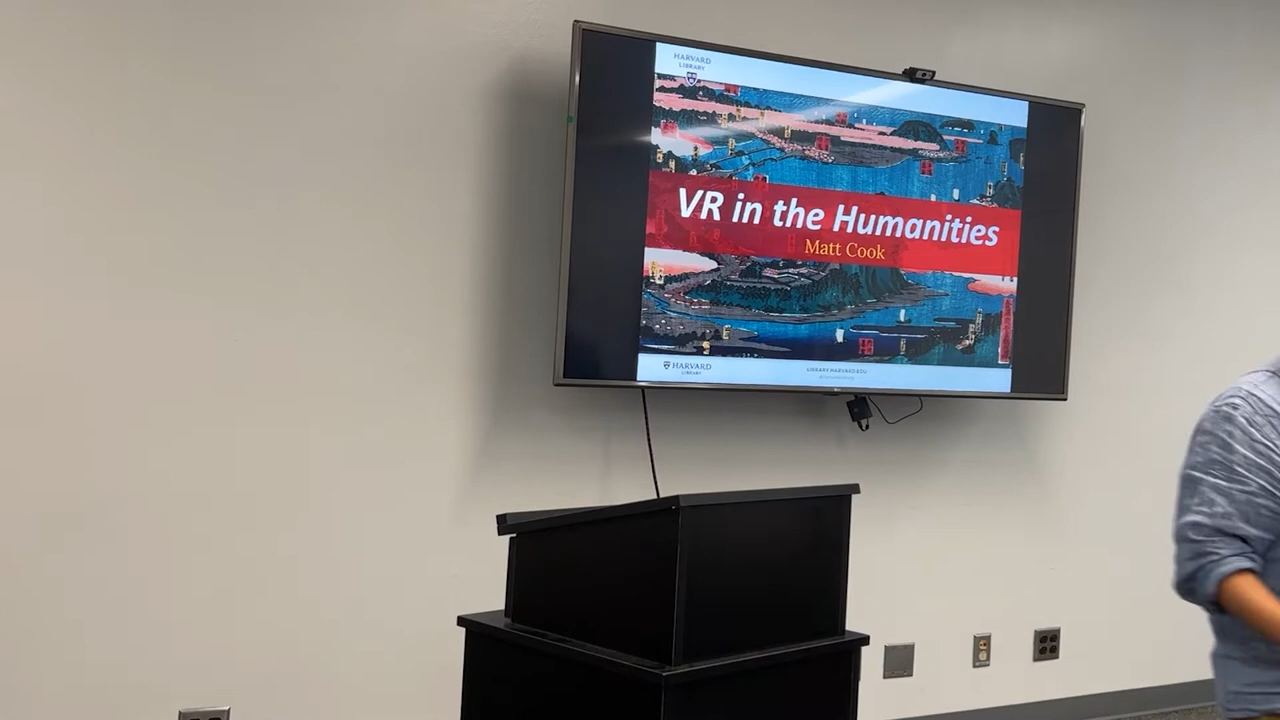 HARVARD
LIBRARY
VR in the Humanities
Matt Cook
HARVARD
LIBRARY
LIBRARY.HARVARD.EDU